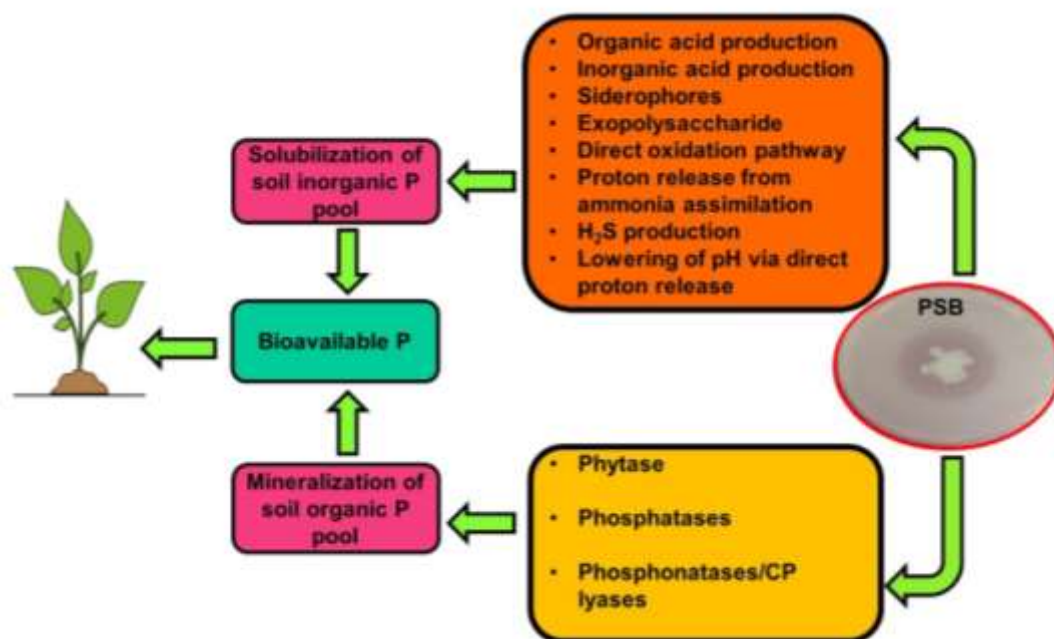 • Organic acid production
• Inorganic acid production
• Siderophores
• Exopolysaccharide
• Direct oxidation pathway
• Proton release from
ammonia assimilation
• H₂S production
• Lowering of pH via direct
proton release
Solubilization of
soil inorganic P
pool
PSB
Bioavailable P
Mineralization of
soil organic P
pool
• Phytase
• Phosphatases
• Phosphonatases/CP
lyases